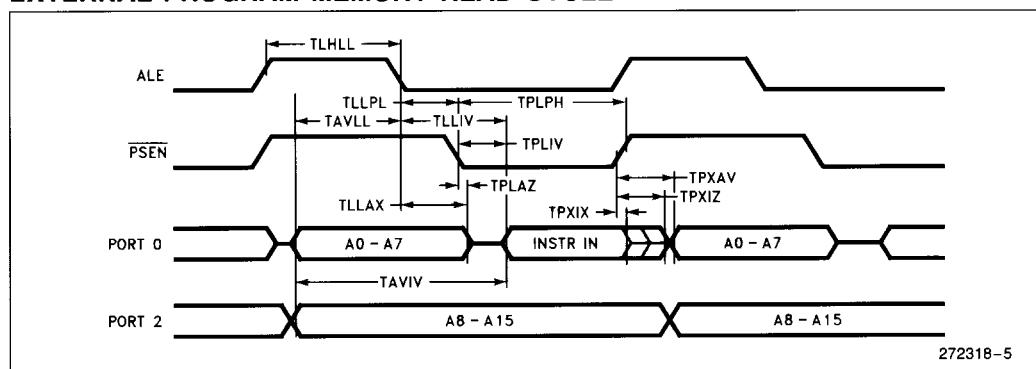 EXTERNAL PROGRAM MEMORY READ CYCLE
TLHLL
ALE
TLLPL
TPLPH
TAVLL
TLLIV
PSEN
TPLIV
TPLAZ
TPXAV
TPXIZ
TLLAX
TPXIX
PORT 0
A0-A7
INSTR IN
A0-A7
TAVIV
PORT 2
A8-A15
A8-A15
272318-5